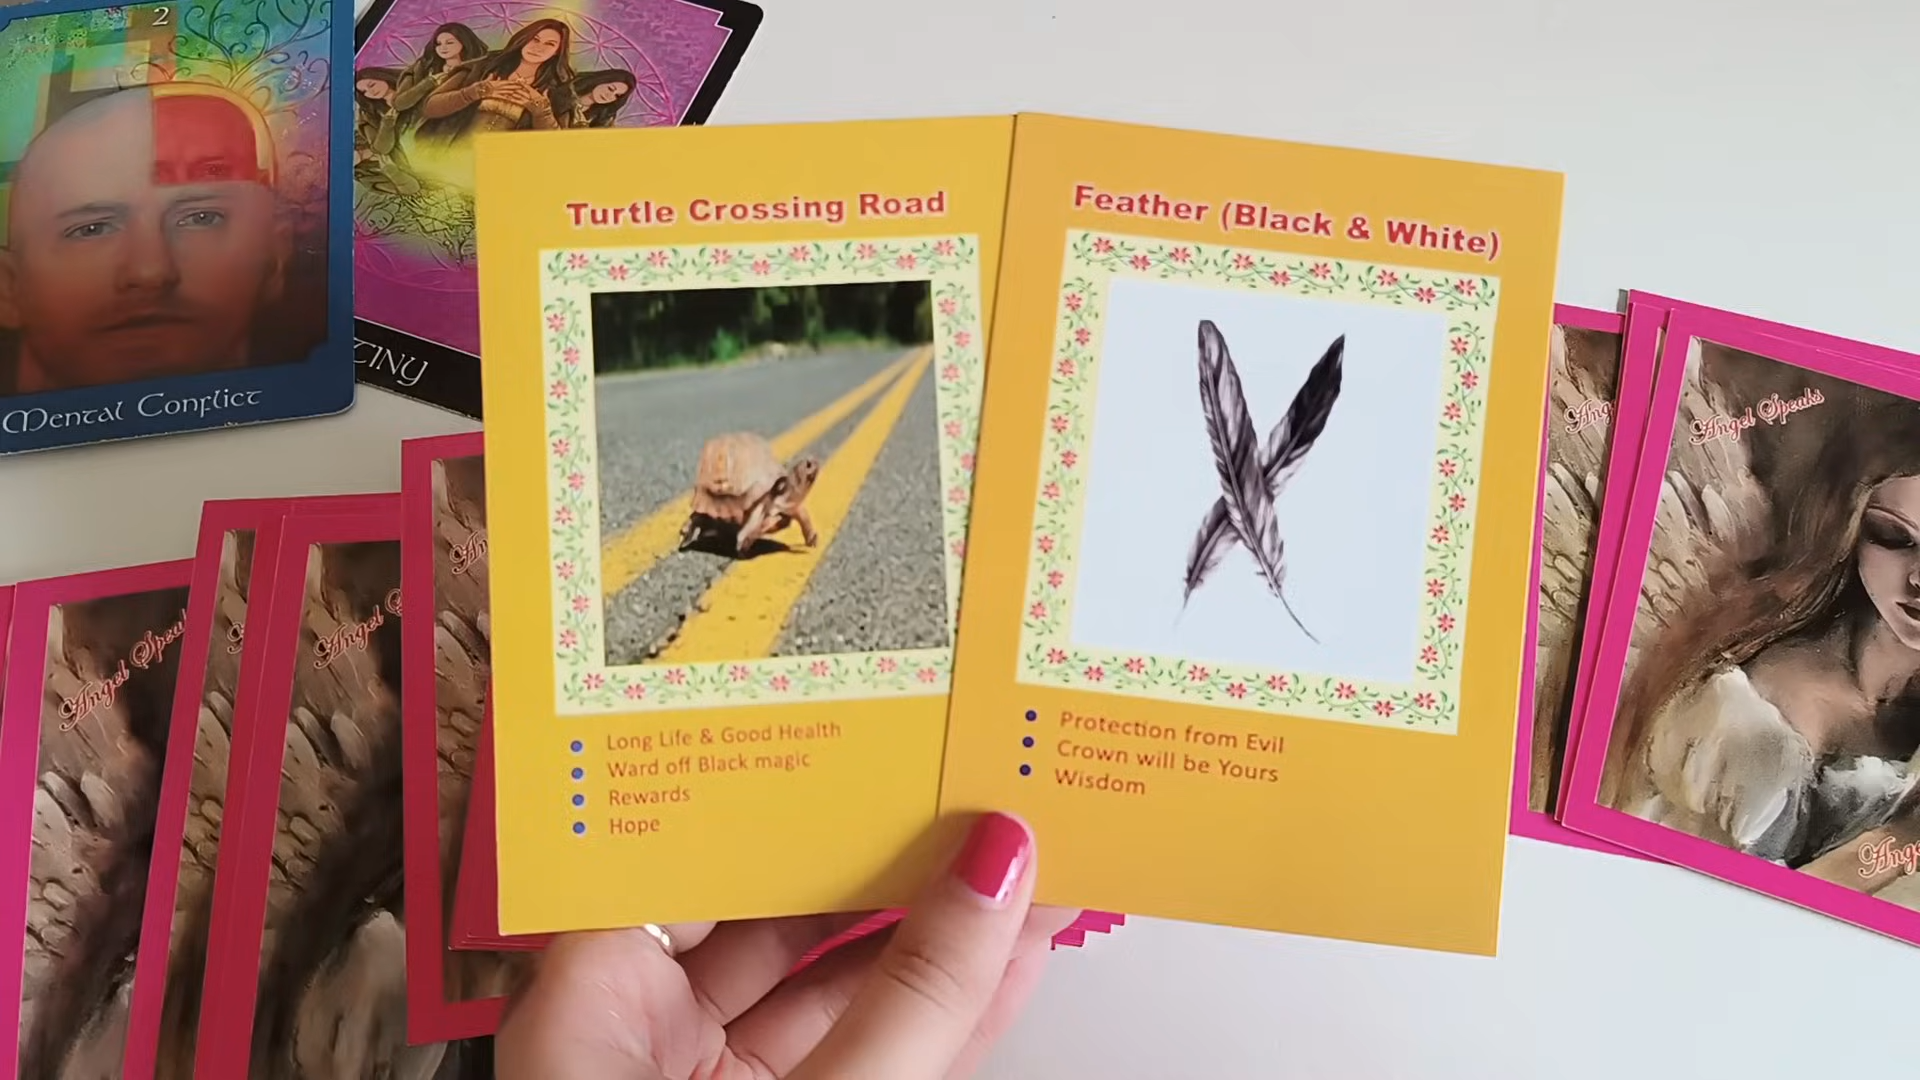 2
Mental Conflict
TINY
Turtle Crossing Road
Long Life & Good Health
Ward off Black magic
Rewards
Hope
Feather (Black & White)
Protection from Evil
Crown will be Yours
Wisdom
Angel Speaks
Angel
Angel Speaks